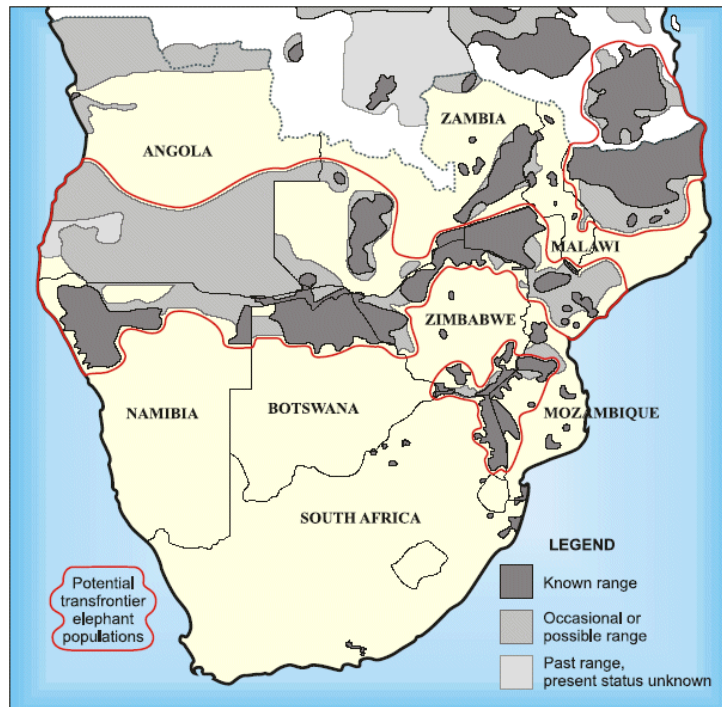 ZAMBIA
ANGOLA
MALAWI
ZIMBABWE
NAMIBIA
BOTSWANA
MOZAMBIQUE
SOUTH AFRICA
LEGEND
Known range
Occasional or
possible range
Past range,
present status unknown
Potential
transfrontier
elephant
populations